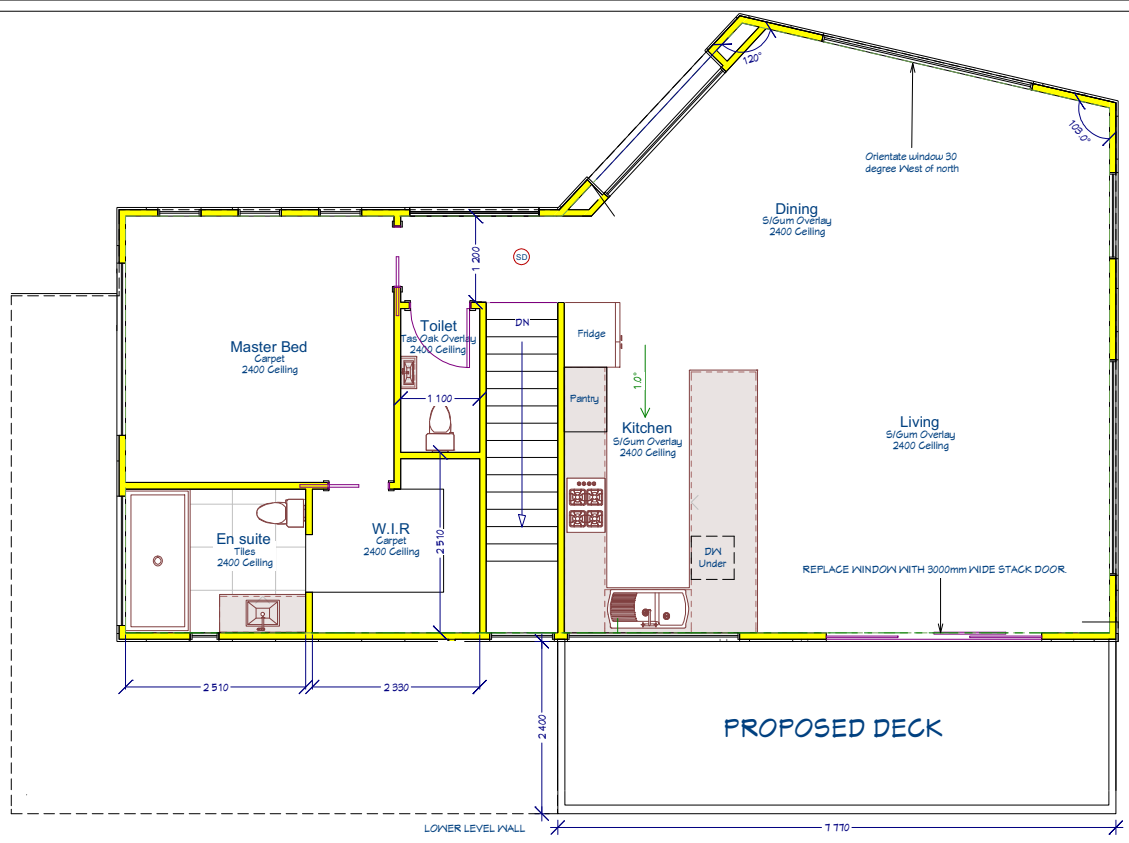 120°
103.0°
Orientate window 30
degree West of north
Dining
S/Gum Overlay
2400 Ceiling
1 200
SD
DN
Toilet
Tas Oak Overlay
2400 Ceiling
Fridge
Master Bed
Carpet
2400 Ceiling
1.0°
1 100
Pantry
Kitchen
S/Gum Overlay
2400 Ceiling
Living
S/Gum Overlay
2400 Ceiling
En suite
Tiles
2400 Ceiling
W.I.R
Carpet
2400 Ceiling
2 510
DW
Under
REPLACE WINDOW WITH 3000mm WIDE STACK DOOR.
2 510
2 330
2 400
PROPOSED DECK
LOWER LEVEL WALL
7 770